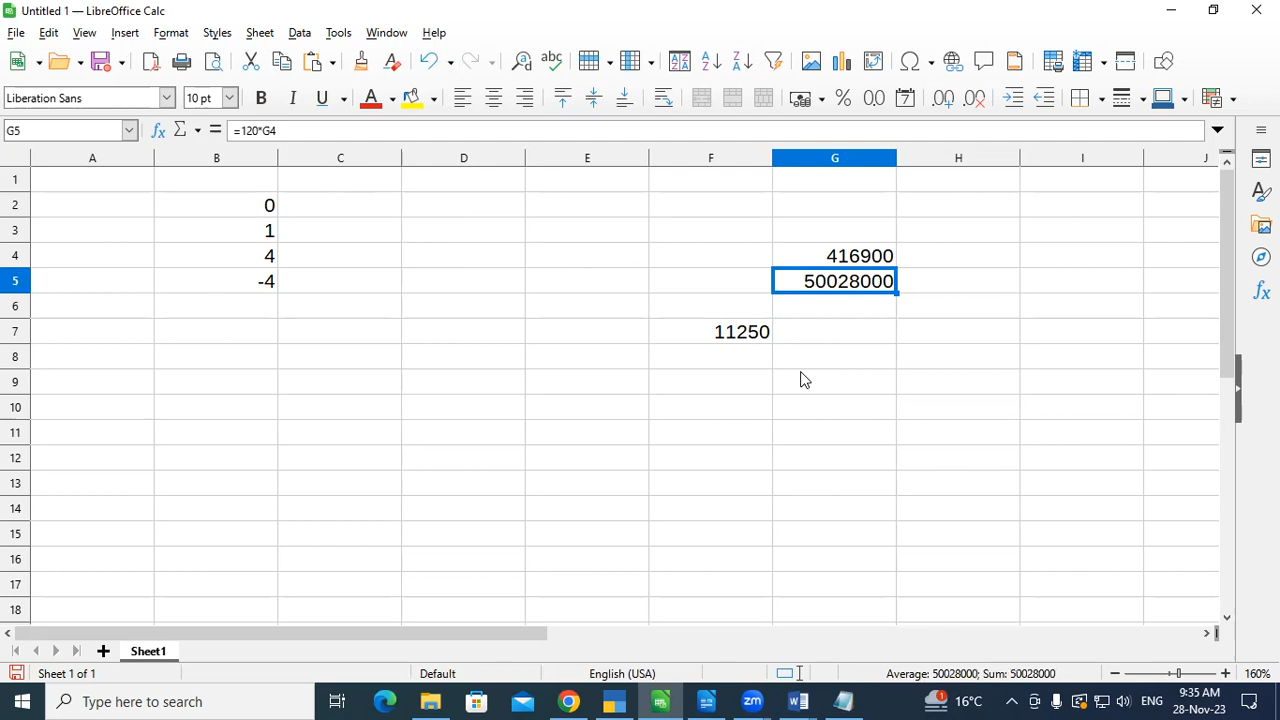 Untitled 1 — LibreOffice Calc
File Edit View Insert Format Styles Sheet Data Tools Window Help
Liberation Sans 10 pt
G5 =120*G4
A B C D E F G H I J
1
2 0
3 1
4 4 416900
5 -4 50028000
6
7 11250
8
9
10
11
12
13
14
15
16
17
18
Sheet1
Sheet 1 of 1 Default English (USA) Average: 50028000; Sum: 50028000 160%
Type here to search 16°C ENG 9:35 AM
28-Nov-23